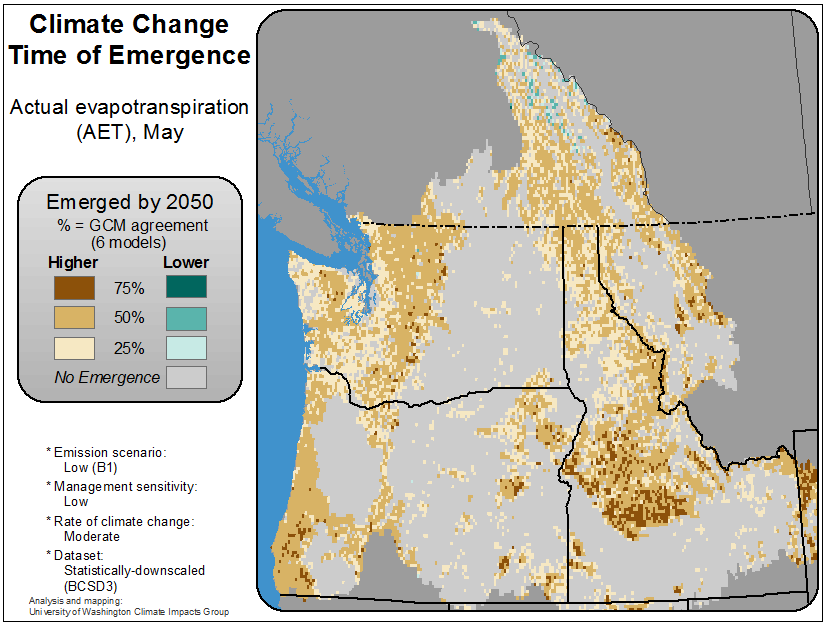 Climate Change
Time of Emergence
Actual evapotranspiration
(AET), May
Emerged by 2050
% = GCM agreement
(6 models)
Higher Lower
75%
50%
25%
No Emergence
* Emission scenario:
Low (B1)
* Management sensitivity:
Low
* Rate of climate change:
Moderate
* Dataset:
Statistically-downscaled
(BCSD3)
Analysis and mapping:
University of Washington Climate Impacts Group